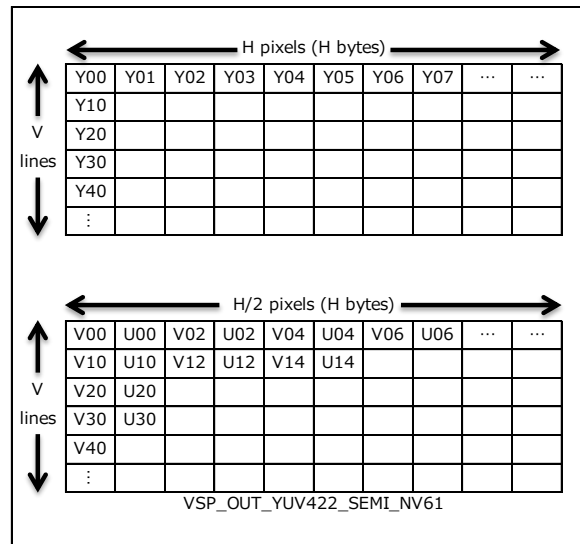 H pixels (H bytes)
Y00 Y01 Y02 Y03 Y04 Y05 Y06 Y07 ... ...
Y10
Y20
V
Y30
lines
Y40
⋮
H/2 pixels (H bytes)
V00 U00 V02 U02 V04 U04 V06 U06 ... ...
V10 U10 V12 U12 V14 U14
V20 U20
V
V30 U30
lines
V40
⋮
VSP_OUT_YUV422_SEMI_NV61